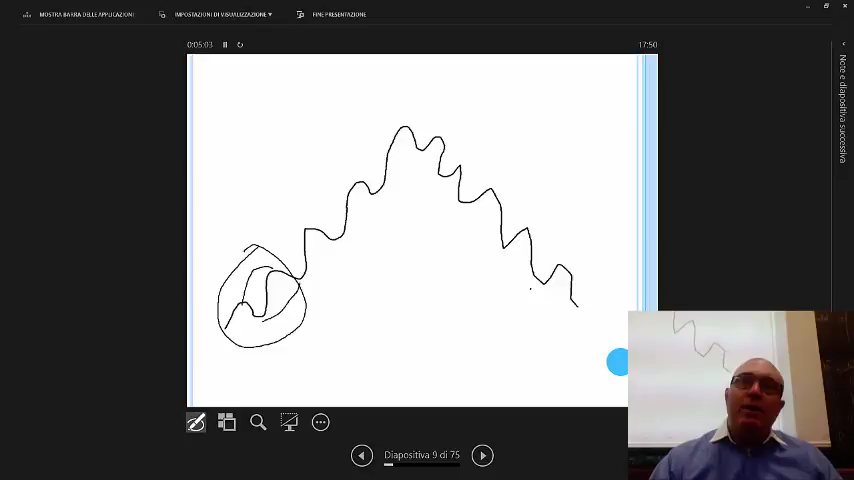 MOSTRA BARRA DELLE APPLICAZIONI
IMPOSTAZIONI DI VISUALIZZAZIONE ▼
FINE PRESENTAZIONE
0:05:03
17:50
Note e diapositiva successiva
Diapositiva 9 di 75